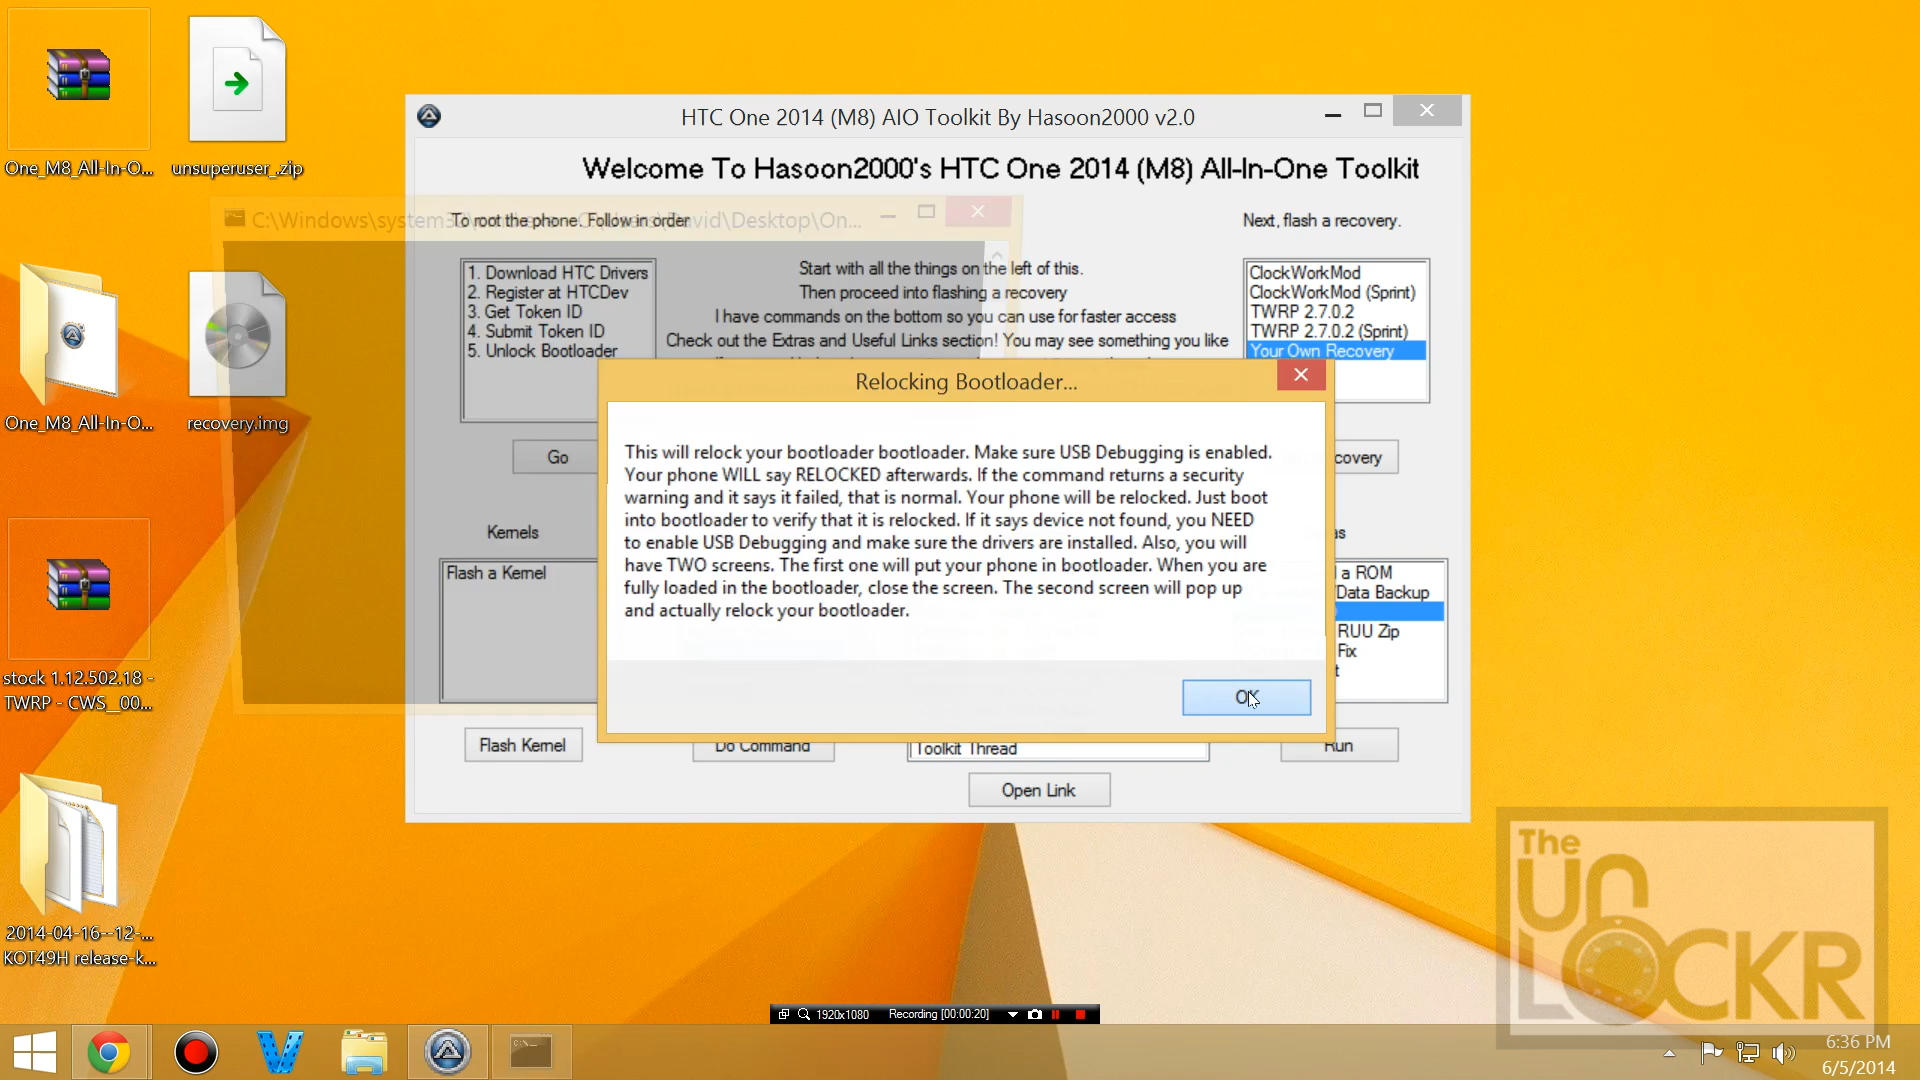 One_M8_All-In-O...
unsuperuser_.zip
One_M8_All-In-O...
recovery.img
stock 1.12.502.18 -
TWRP - CWS__00...
2014-04-16--12-...
KOT49H release-k...
HTC One 2014 (M8) AIO Toolkit By Hasoon2000 v2.0
Welcome To Hasoon2000's HTC One 2014 (M8) All-In-One Toolkit
To root the phone. Follow in order
Next, flash a recovery.
1. Download HTC Drivers
2. Register at HTCDev
3. Get Token ID
4. Submit Token ID
5. Unlock Bootloader
Go
Start with all the things on the left of this.
Then proceed into flashing a recovery
I have commands on the bottom so you can use for faster access
Check out the Extras and Useful Links section! You may see something you like
ClockWorkMod
ClockWorkMod (Sprint)
TWRP 2.7.0.2
TWRP 2.7.0.2 (Sprint)
Your Own Recovery
Relocking Bootloader...
This will relock your bootloader bootloader. Make sure USB Debugging is enabled.
Your phone WILL say RELOCKED afterwards. If the command returns a security
warning and it says it failed, that is normal. Your phone will be relocked. Just boot
into bootloader to verify that it is relocked. If it says device not found, you NEED
to enable USB Debugging and make sure the drivers are installed. Also, you will
have TWO screens. The first one will put your phone in bootloader. When you are
fully loaded in the bootloader, close the screen. The second screen will pop up
and actually relock your bootloader.
OK
Kernels
Flash a Kernel
Flash Kernel
Do Command
Toolkit Thread
Open Link
a ROM
Data Backup
RUU Zip
Fix
Run
The
UNLOCKR
1920x1080
Recording [00:00:20]
6:36 PM
6/5/2014